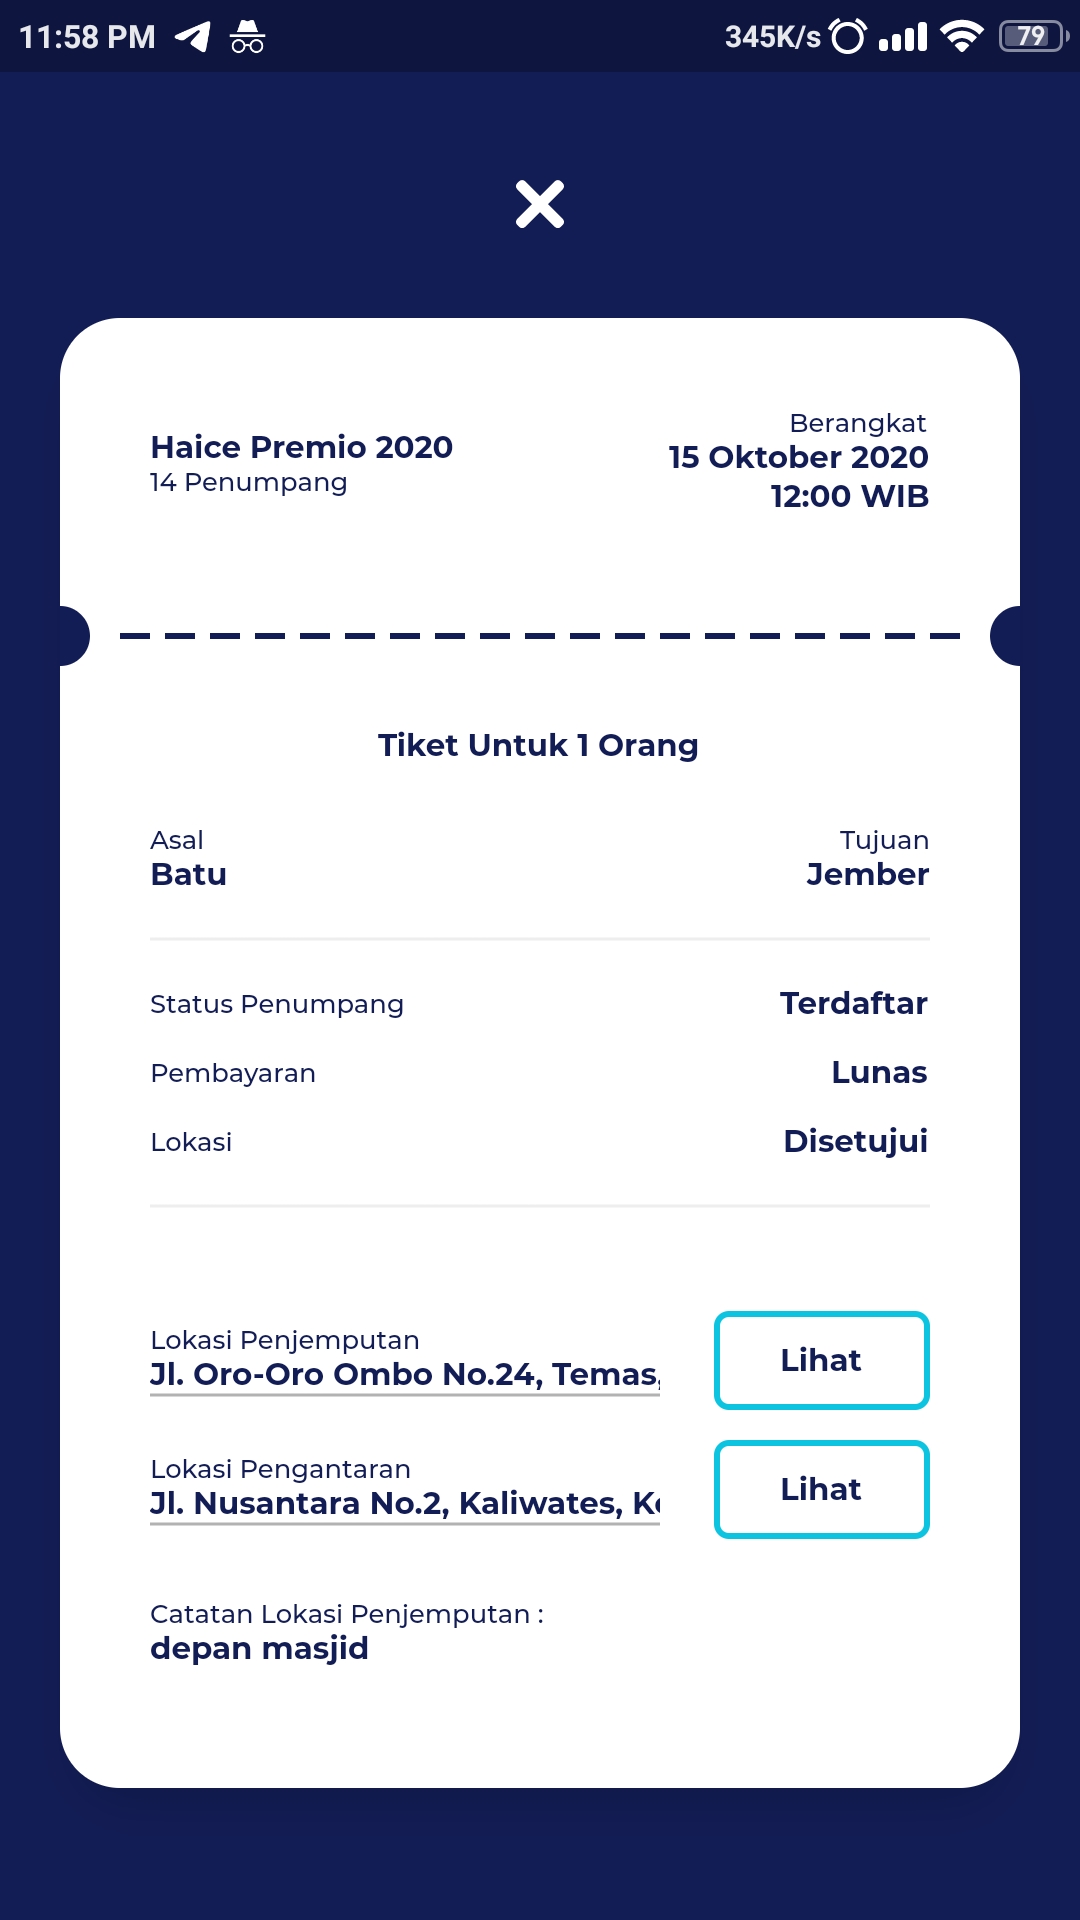 11:58 PM 345K/s 79
Haice Premio 2020
14 Penumpang
Berangkat
15 Oktober 2020
12:00 WIB
Tiket Untuk 1 Orang
Asal Tujuan
Batu Jember
Status Penumpang Terdaftar
Pembayaran Lunas
Lokasi Disetujui
Lokasi Penjemputan
Jl. Oro-Oro Ombo No.24, Temas,
Lihat
Lokasi Pengantaran
Jl. Nusantara No.2, Kaliwates,
Lihat
Catatan Lokasi Penjemputan :
depan masjid